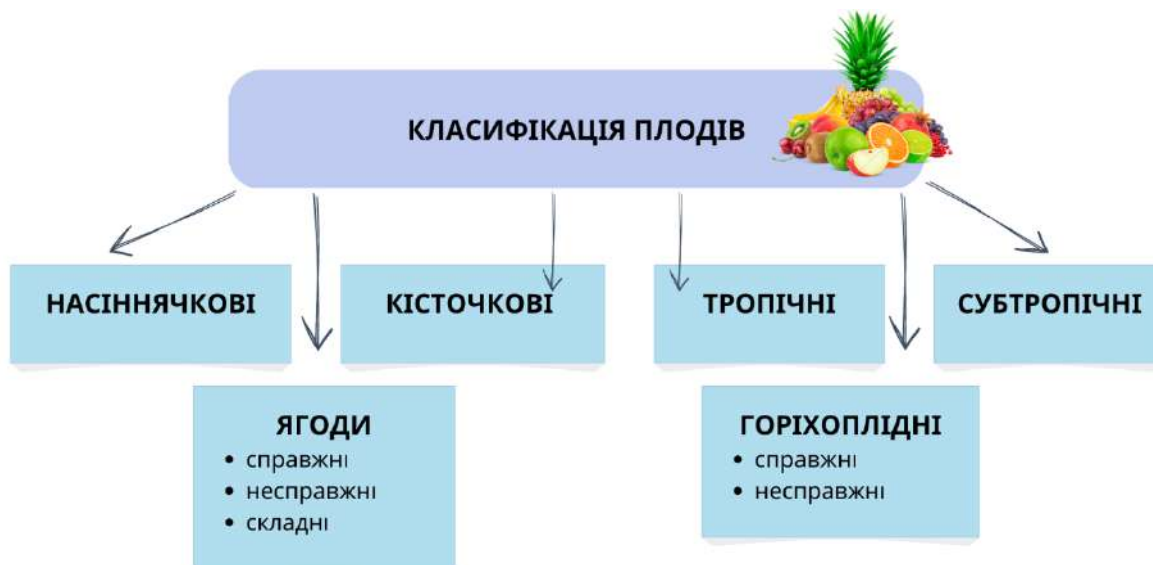 КЛАСИФІКАЦІЯ ПЛОДІВ
НАСІННЯЧКОВІ
КІСТОЧКОВІ
ТРОПІЧНІ
СУБТРОПІЧНІ
ЯГОДИ
• справжні
• несправжні
• складні
ГОРІХОПЛІДНІ
• справжні
• несправжні